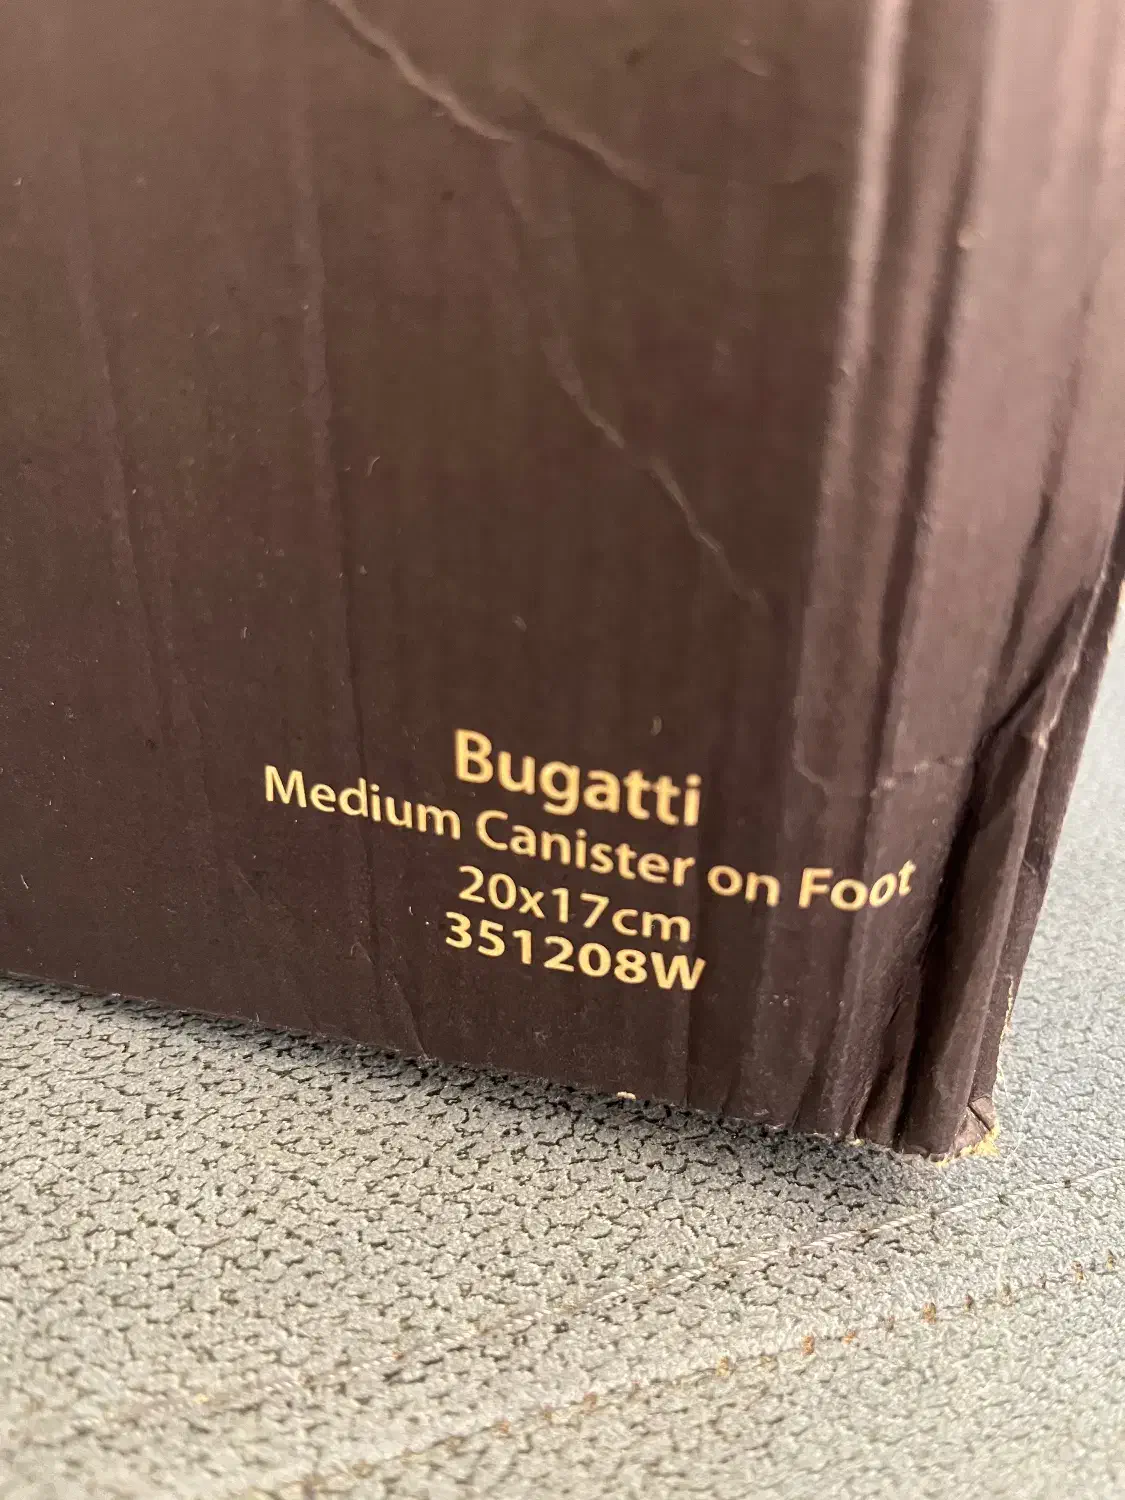 Bugatti
Medium Canister on Foot
20x17cm
351208W